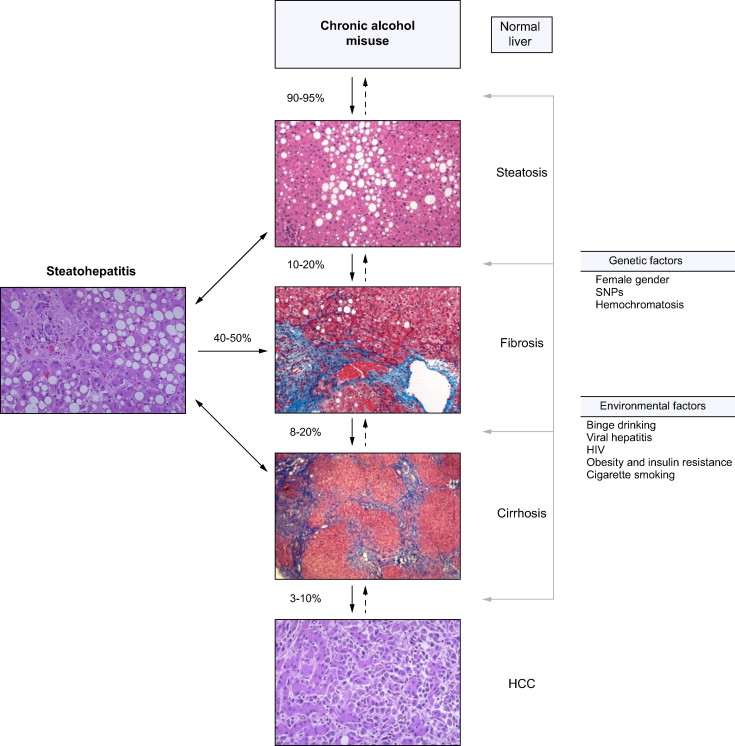 Chronic alcohol
misuse
Normal
liver
90-95%
Steatosis
10-20%
Genetic factors
Female gender
SNPs
Hemochromatosis
Steatohepatitis
40-50%
Fibrosis
8-20%
Environmental factors
Binge drinking
Viral hepatitis
HIV
Obesity and insulin resistance
Cigarette smoking
Cirrhosis
3-10%
HCC